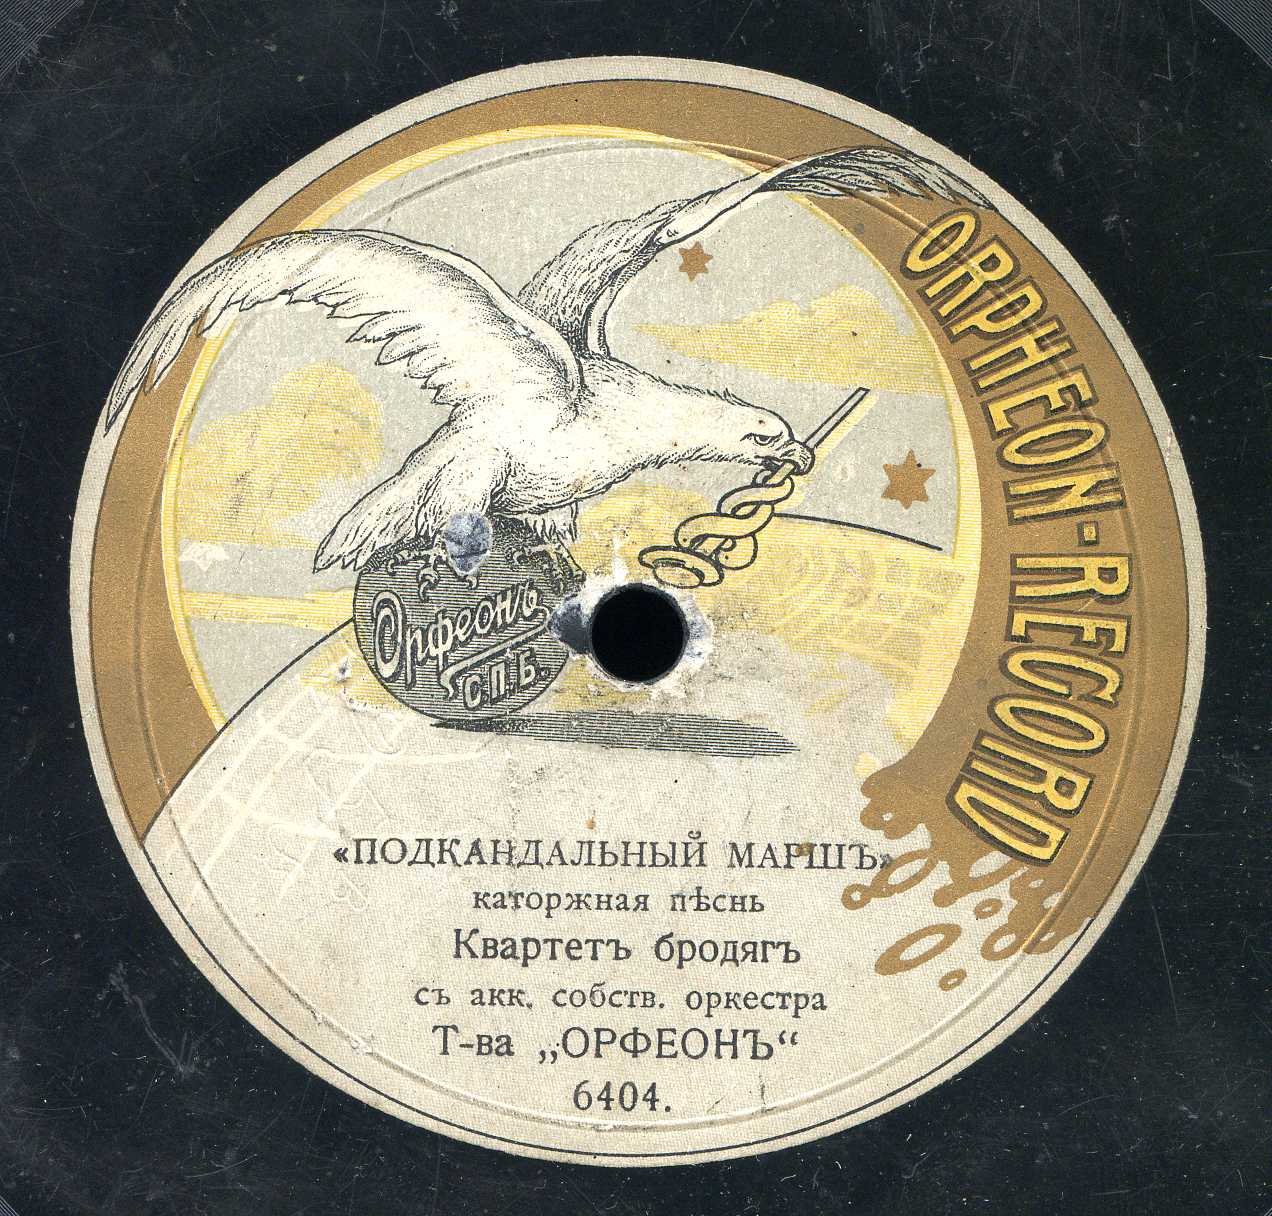 ORPHEON-RECORD
Орфеонъ
С.П.Б.
«ПОДКАНДАЛЬНЫЙ МАРШЪ»
каторжная пѣснь
Квартетъ бродягъ
съ акк. собств. оркестра
Т-ва „ОРФЕОНЪ“
6404.